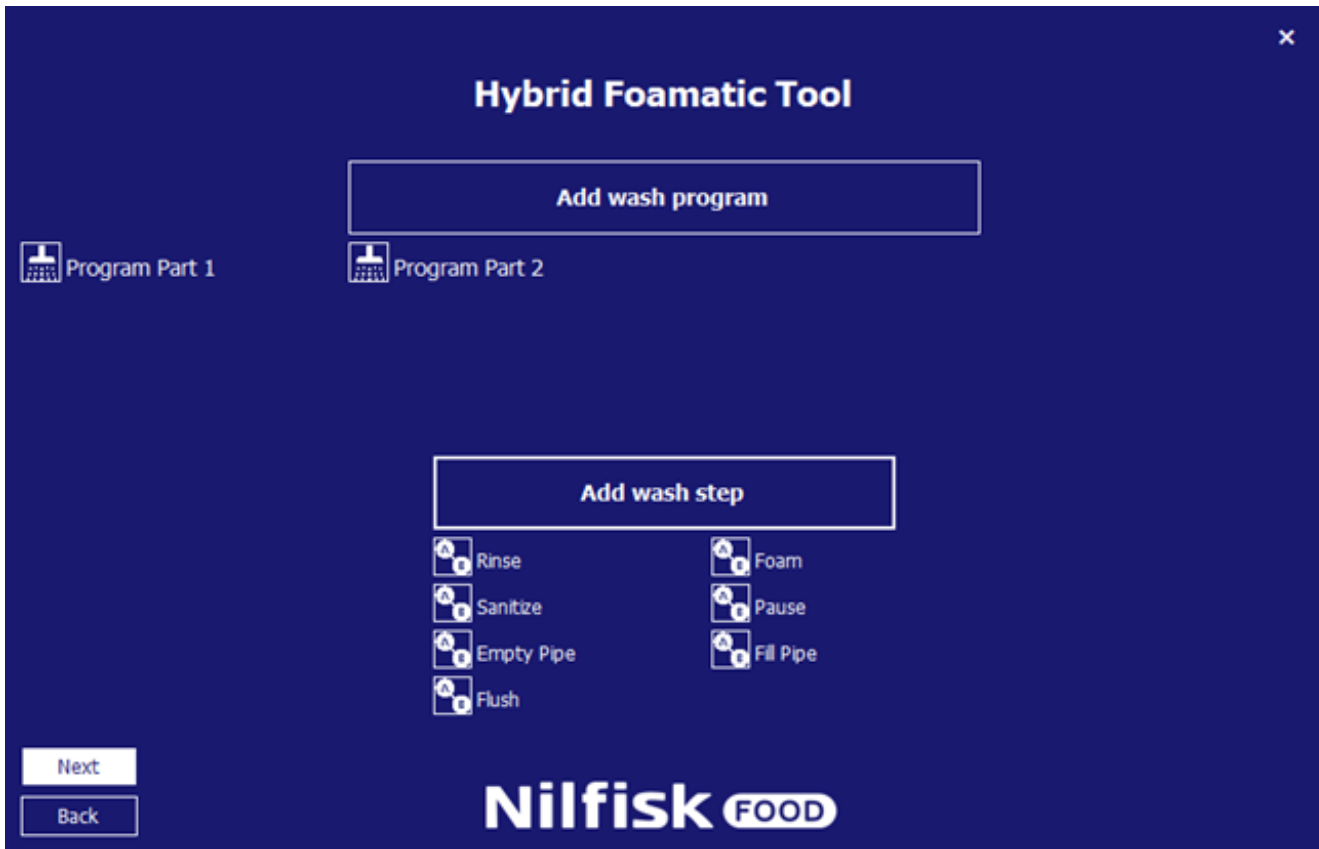 ×
Hybrid Foamatic Tool
Add wash program
Program Part 1 Program Part 2
Add wash step
A B Rinse A B Foam
A B Sanitize A B Pause
A B Empty Pipe A B Fill Pipe
A B Flush
Next
Back
Nilfisk FOOD